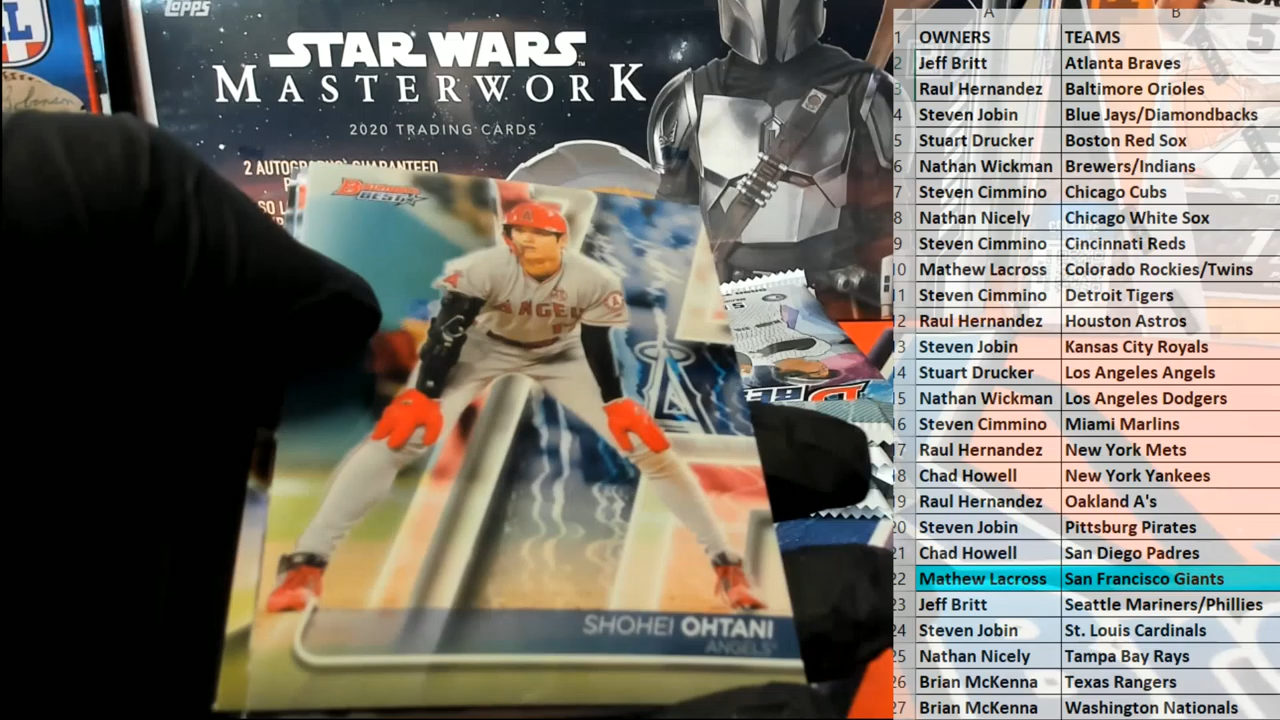 Topps
STAR WARS
MASTERWORK
2020 TRADING CARDS
Bowman's
BEST
ANGELS
SHOHEI OHTANI
ANGELS
A B
1 OWNERS TEAMS
2 Jeff Britt Atlanta Braves
3 Raul Hernandez Baltimore Orioles
4 Steven Jobin Blue Jays/Diamondbacks
5 Stuart Drucker Boston Red Sox
6 Nathan Wickman Brewers/Indians
7 Steven Cimmino Chicago Cubs
8 Nathan Nicely Chicago White Sox
9 Steven Cimmino Cincinnati Reds
10 Mathew Lacross Colorado Rockies/Twins
11 Steven Cimmino Detroit Tigers
12 Raul Hernandez Houston Astros
13 Steven Jobin Kansas City Royals
14 Stuart Drucker Los Angeles Angels
15 Nathan Wickman Los Angeles Dodgers
16 Steven Cimmino Miami Marlins
17 Raul Hernandez New York Mets
18 Chad Howell New York Yankees
19 Raul Hernandez Oakland A's
20 Steven Jobin Pittsburg Pirates
21 Chad Howell San Diego Padres
22 Mathew Lacross San Francisco Giants
23 Jeff Britt Seattle Mariners/Phillies
24 Steven Jobin St. Louis Cardinals
25 Nathan Nicely Tampa Bay Rays
26 Brian McKenna Texas Rangers
27 Brian McKenna Washington Nationals